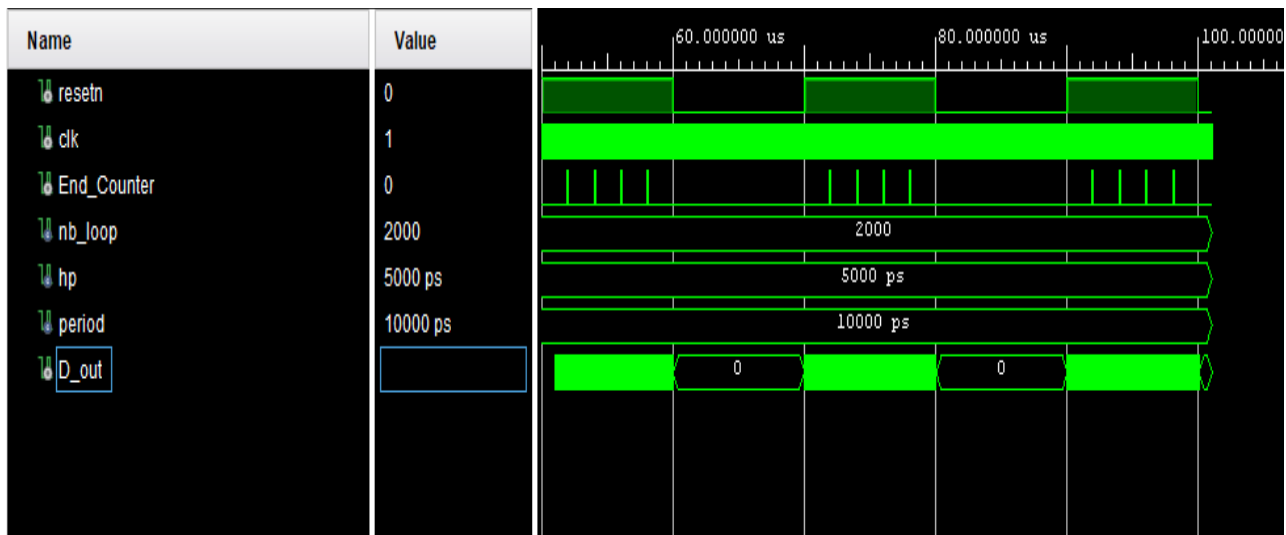 Name Value
60.000000 us 80.000000 us 100.00000
resetn 0
clk 1
End_Counter 0
nb_loop 2000 2000
hp 5000 ps 5000 ps
period 10000 ps 10000 ps
D_out 0 0